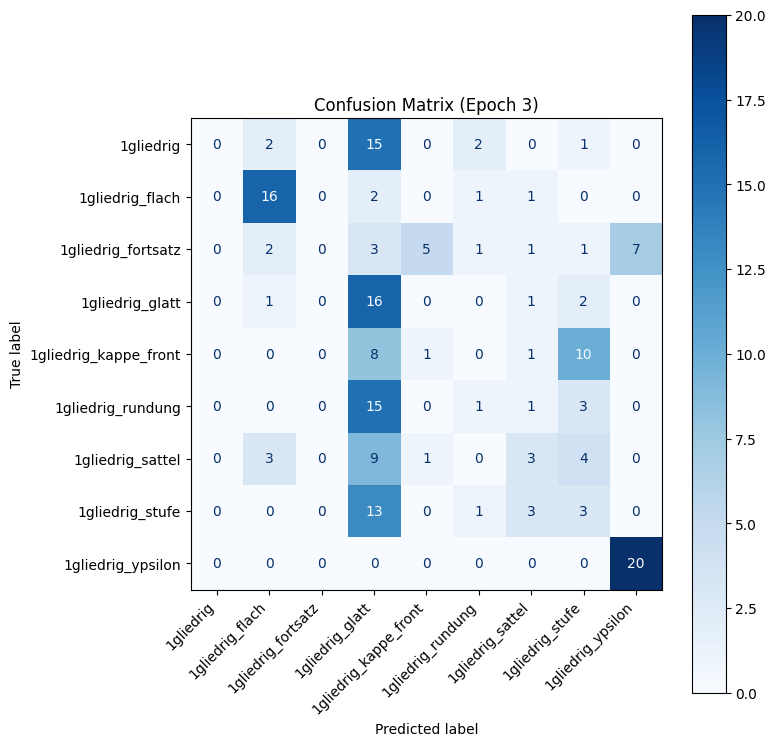 Confusion Matrix (Epoch 3)
True label
1gliedrig 0 2 0 15 0 2 0 1 0
1gliedrig_flach 0 16 0 2 0 1 1 0 0
1gliedrig_fortsatz 0 2 0 3 5 1 1 1 7
1gliedrig_glatt 0 1 0 16 0 0 1 2 0
1gliedrig_kappe_front 0 0 0 8 1 0 1 10 0
1gliedrig_rundung 0 0 0 15 0 1 1 3 0
1gliedrig_sattel 0 3 0 9 1 0 3 4 0
1gliedrig_stufe 0 0 0 13 0 1 3 3 0
1gliedrig_ypsilon 0 0 0 0 0 0 0 0 20
1gliedrig
1gliedrig_flach
1gliedrig_fortsatz
1gliedrig_glatt
1gliedrig_kappe_front
1gliedrig_rundung
1gliedrig_sattel
1gliedrig_stufe
1gliedrig_ypsilon
Predicted label
20.0
17.5
15.0
12.5
10.0
7.5
5.0
2.5
0.0